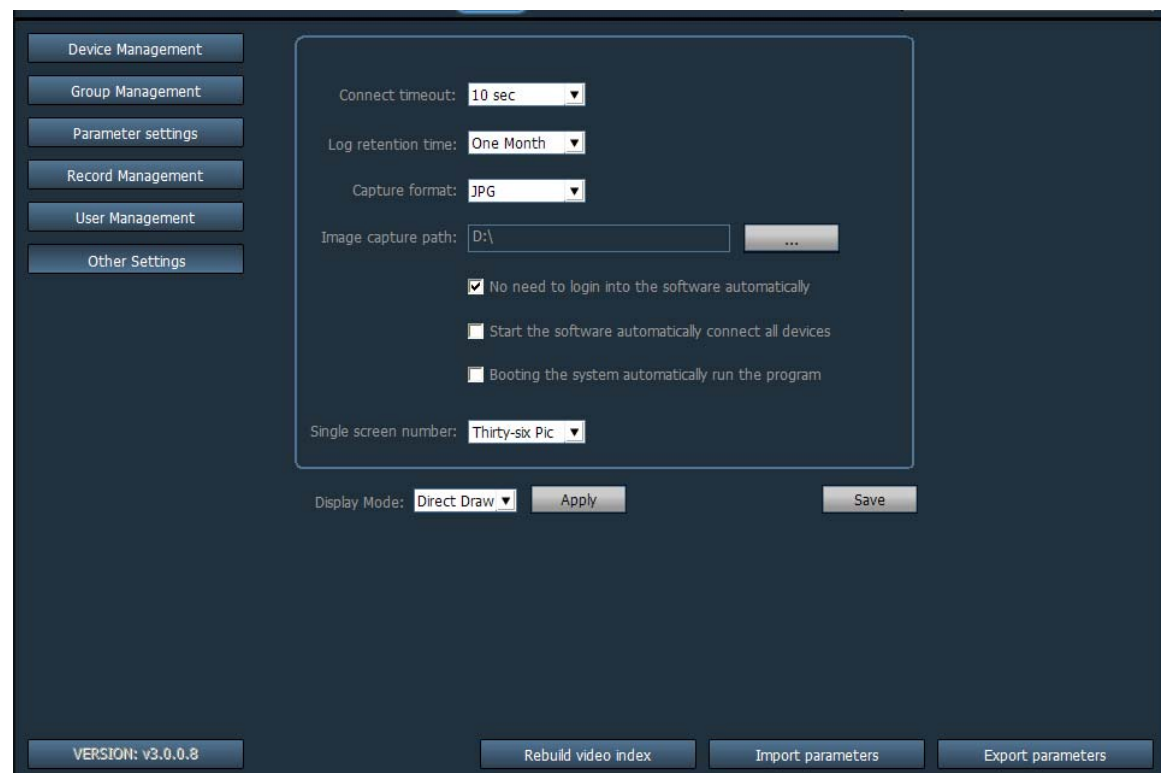 Device Management
Group Management
Parameter settings
Record Management
User Management
Other Settings
Connect timeout: 10 sec
Log retention time: One Month
Capture format: JPG
Image capture path: D:\ ...
No need to login into the software automatically
Start the software automatically connect all devices
Booting the system automatically run the program
Single screen number: Thirty-six Pic
Display Mode: Direct Draw Apply Save
VERSION: v3.0.0.8 Rebuild video index Import parameters Export parameters